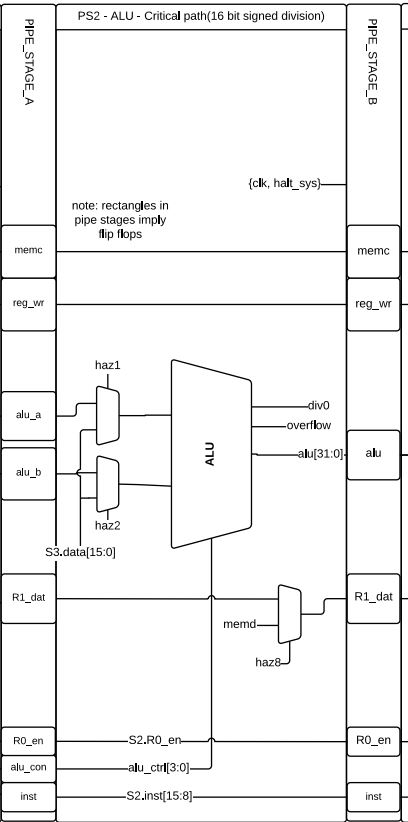 PS2 - ALU - Critical path(16 bit signed division)
PIPE_STAGE_A
PIPE_STAGE_B
{clk, halt_sys}
note: rectangles in
pipe stages imply
flip flops
memc
memc
reg_wr
reg_wr
haz1
alu_a
div0
overflow
ALU
alu[31:0]
alu
alu_b
haz2
S3.data[15:0]
R1_dat
R1_dat
memd
haz8
R0_en
S2.R0_en
R0_en
alu_con
alu_ctrl[3:0]
inst
S2.inst[15:8]
inst